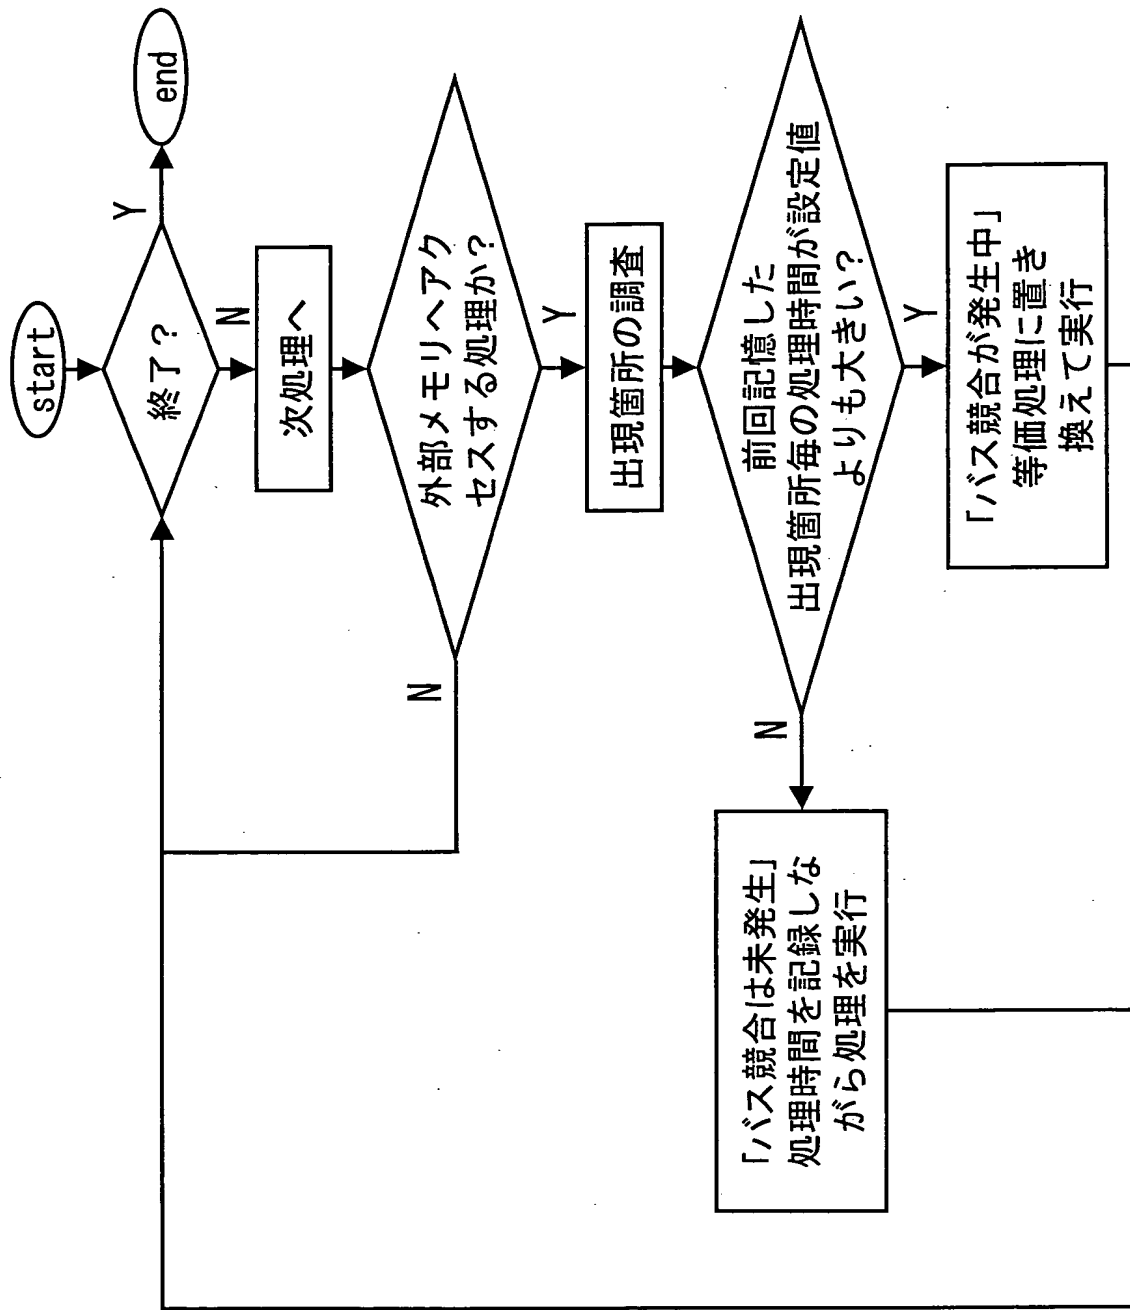 start
終了?
Y
end
N
次処理へ
外部メモリへアク
セスする処理か?
N
Y
出現箇所の調査
前回記憶した
出現箇所毎の処理時間が設定値
よりも大きい?
N
Y
「バス競合は未発生」
処理時間を記録しな
がら処理を実行
「バス競合が発生中」
等価処理に置き
換えて実行